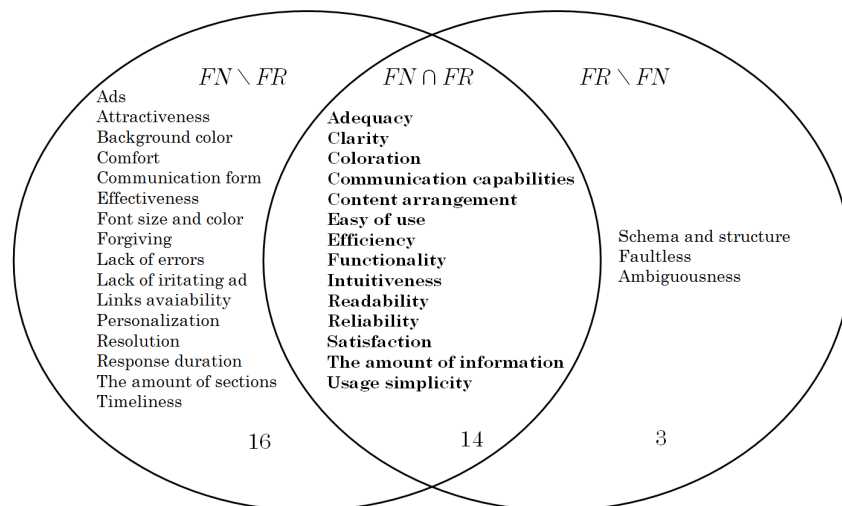 FN \ FR
Ads
Attractiveness
Background color
Comfort
Communication form
Effectiveness
Font size and color
Forgiving
Lack of errors
Lack of iritating ad
Links avaiability
Personalization
Resolution
Response duration
The amount of sections
Timeliness
16
FN ∩ FR
Adequacy
Clarity
Coloration
Communication capabilities
Content arrangement
Easy of use
Efficiency
Functionality
Intuitiveness
Readability
Reliability
Satisfaction
The amount of information
Usage simplicity
14
FR \ FN
Schema and structure
Faultless
Ambiguousness
3